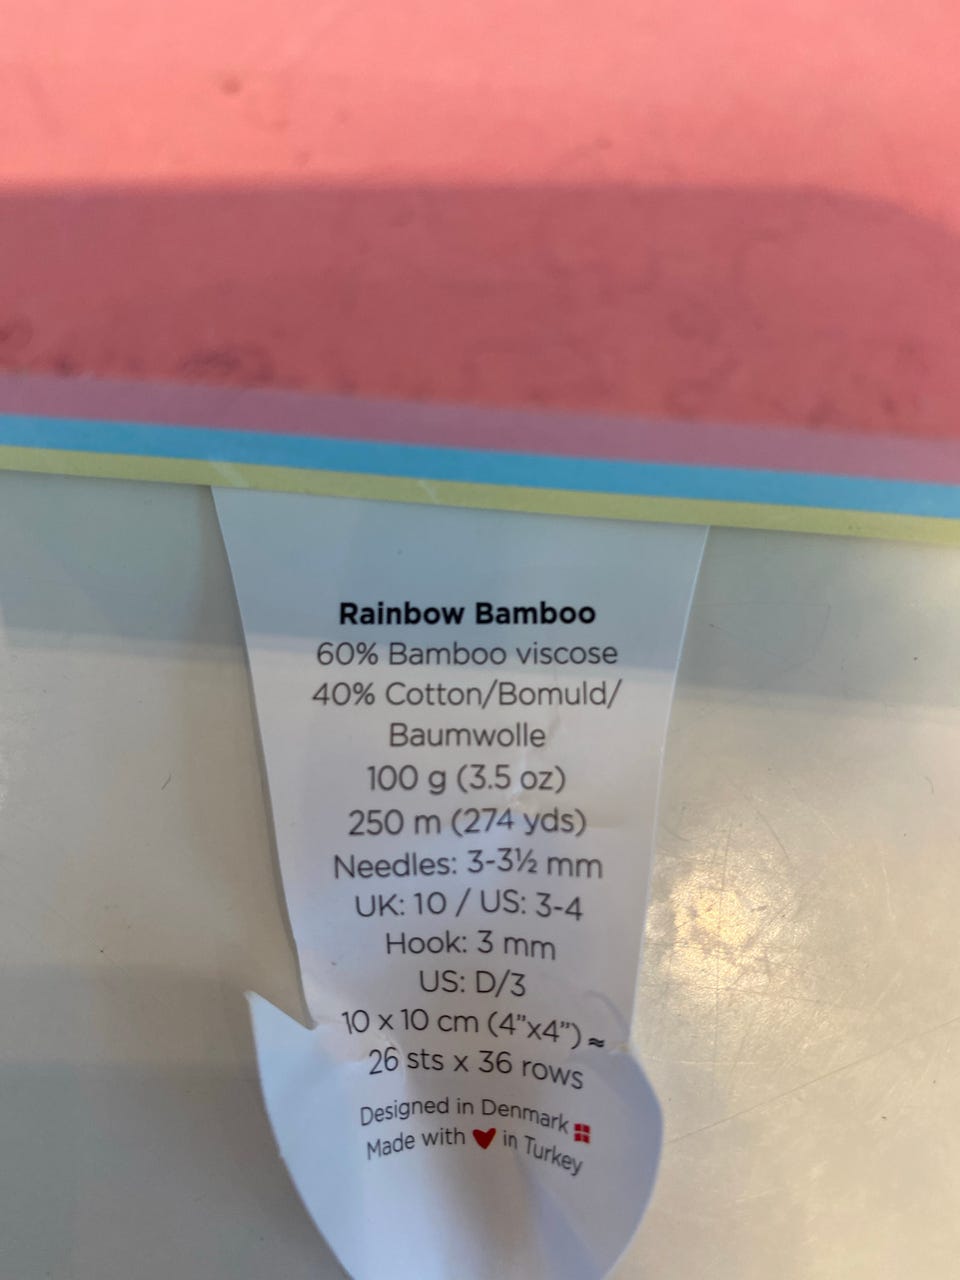 Rainbow Bamboo
60% Bamboo viscose
40% Cotton/Bomuld/
Baumwolle
100 g (3.5 oz)
250 m (274 yds)
Needles: 3-3½ mm
UK: 10 / US: 3-4
Hook: 3 mm
US: D/3
10 x 10 cm (4”x4”) ≈
26 sts x 36 rows
Designed in Denmark
Made with ❤ in Turkey